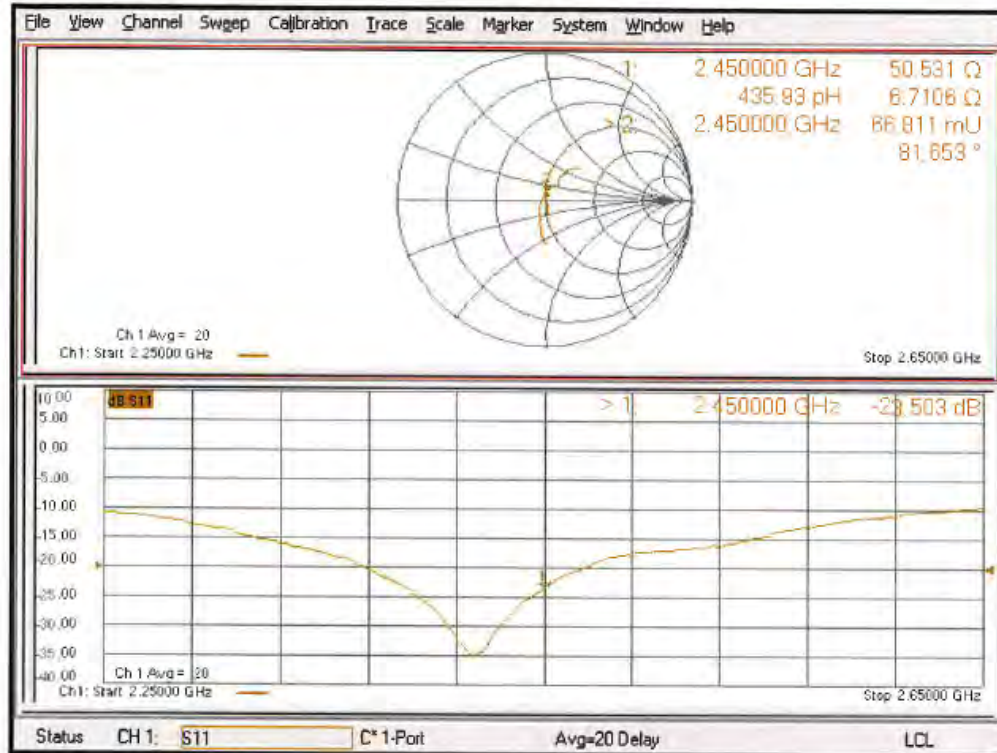 File View Channel Sweep Calibration Trace Scale Marker System Window Help
1: 2.450000 GHz 50.531 Ω
435.93 pH 6.7106 Ω
2.450000 GHz 66.811 mU
81.653 °
Ch 1 Avg = 20
Ch1: Start 2.25000 GHz
Stop 2.65000 GHz
10.00
dB S11
> 1: 2.450000 GHz -23.503 dB
5.00
0.00
-5.00
-10.00
-15.00
-20.00
-25.00
-30.00
-35.00
-40.00
1
Ch 1 Avg = 20
Ch1: Start 2.25000 GHz
Stop 2.65000 GHz
Status CH 1: S11 C* 1-Port Avg=20 Delay LCL